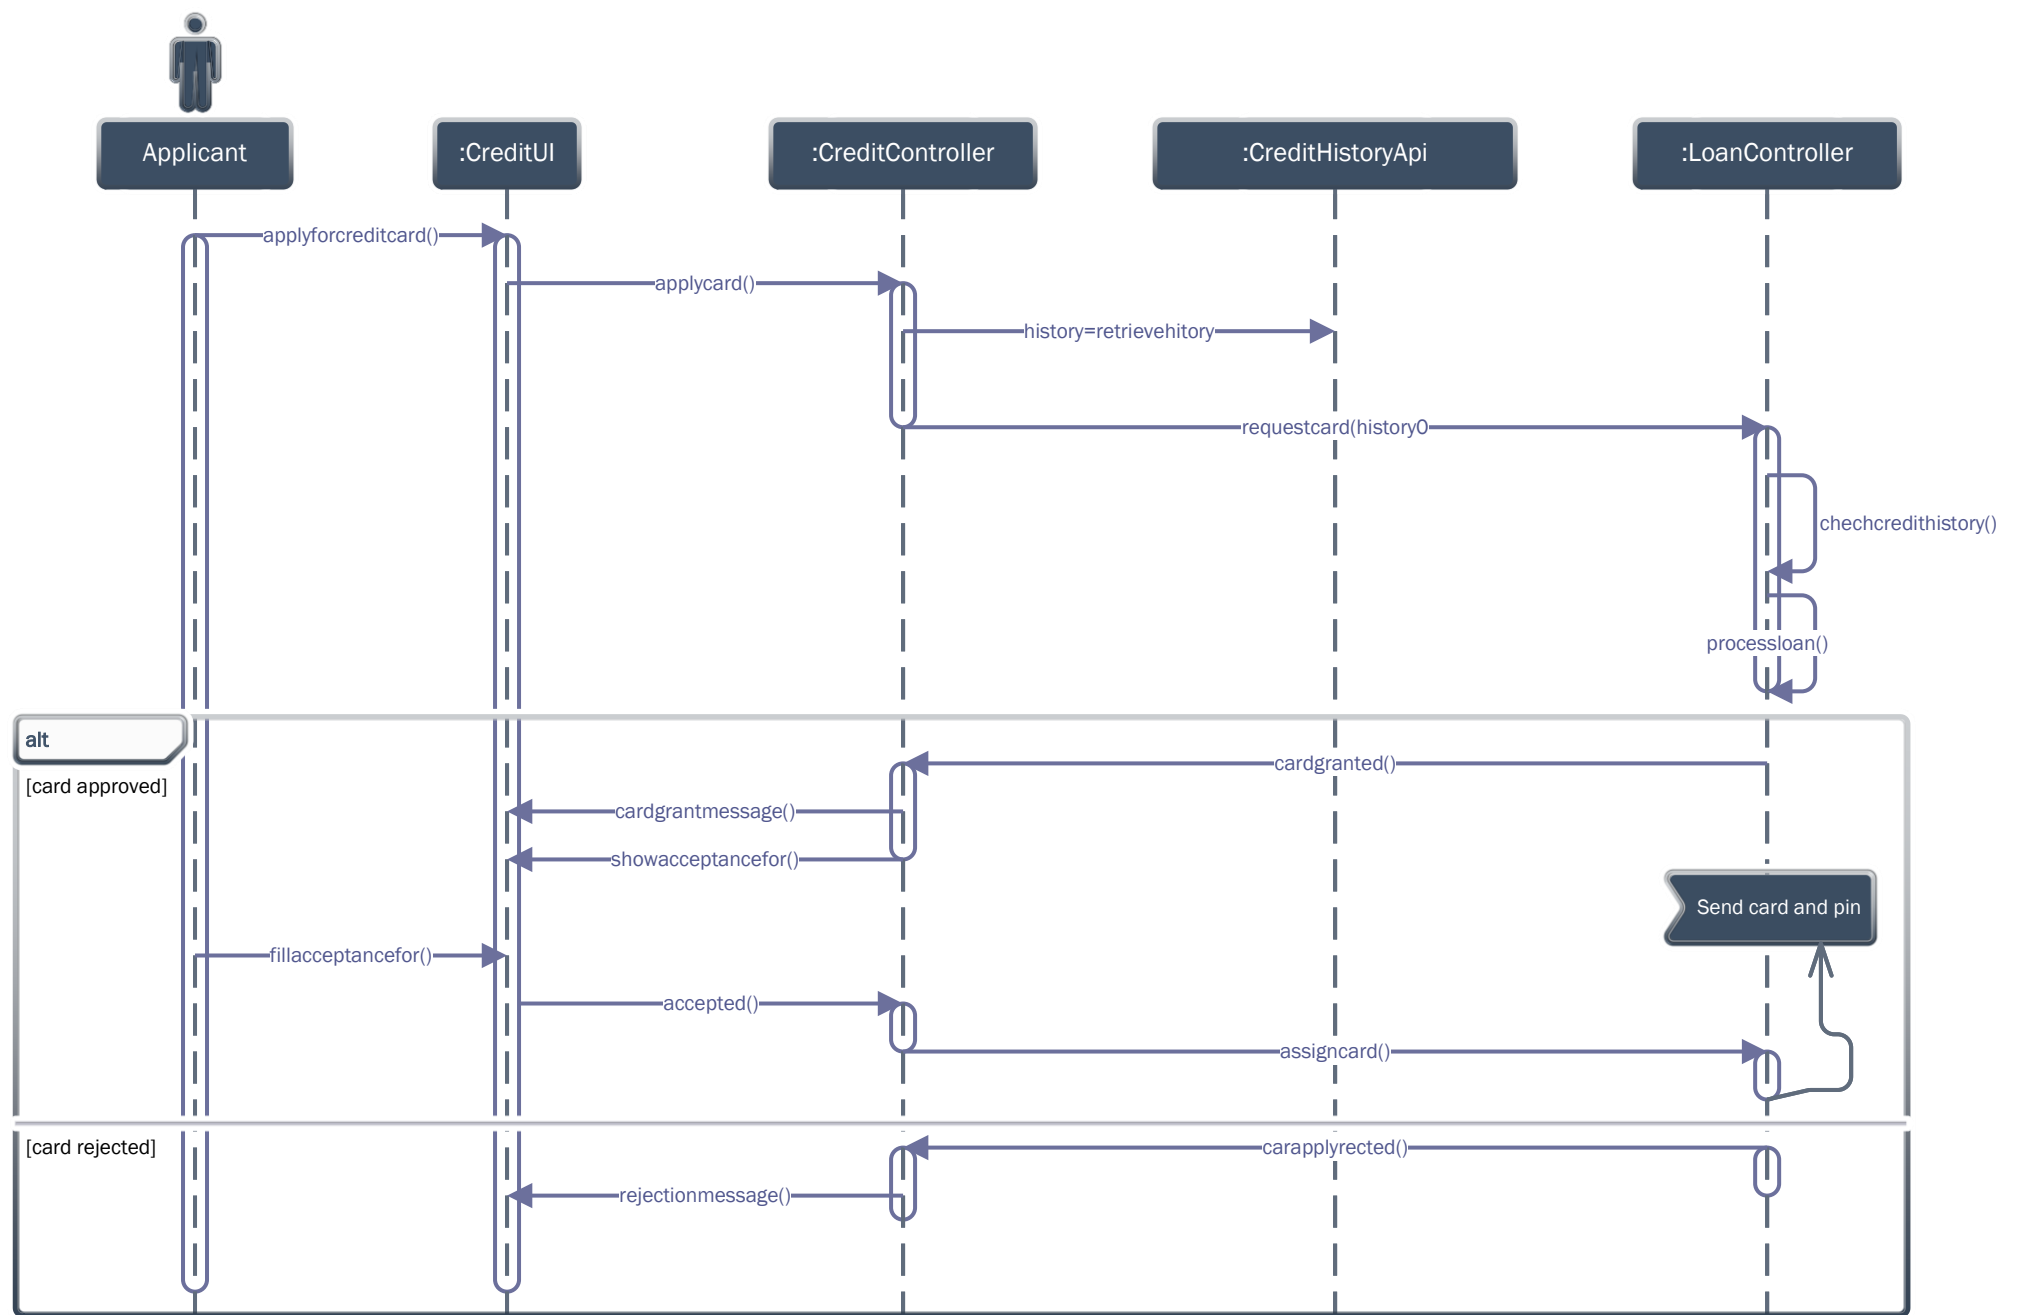 Applicant
:CreditUI
:CreditController
:CreditHistoryApi
:LoanController
applyforcreditcard()
applycard()
history=retrievehitory
requestcard(history0
chechcredithistory()
processloan()
alt
[card approved]
cardgranted()
cardgrantmessage()
showacceptancefor()
Send card and pin
fillacceptancefor()
accepted()
assigncard()
[card rejected]
carapplyrected()
rejectionmessage()